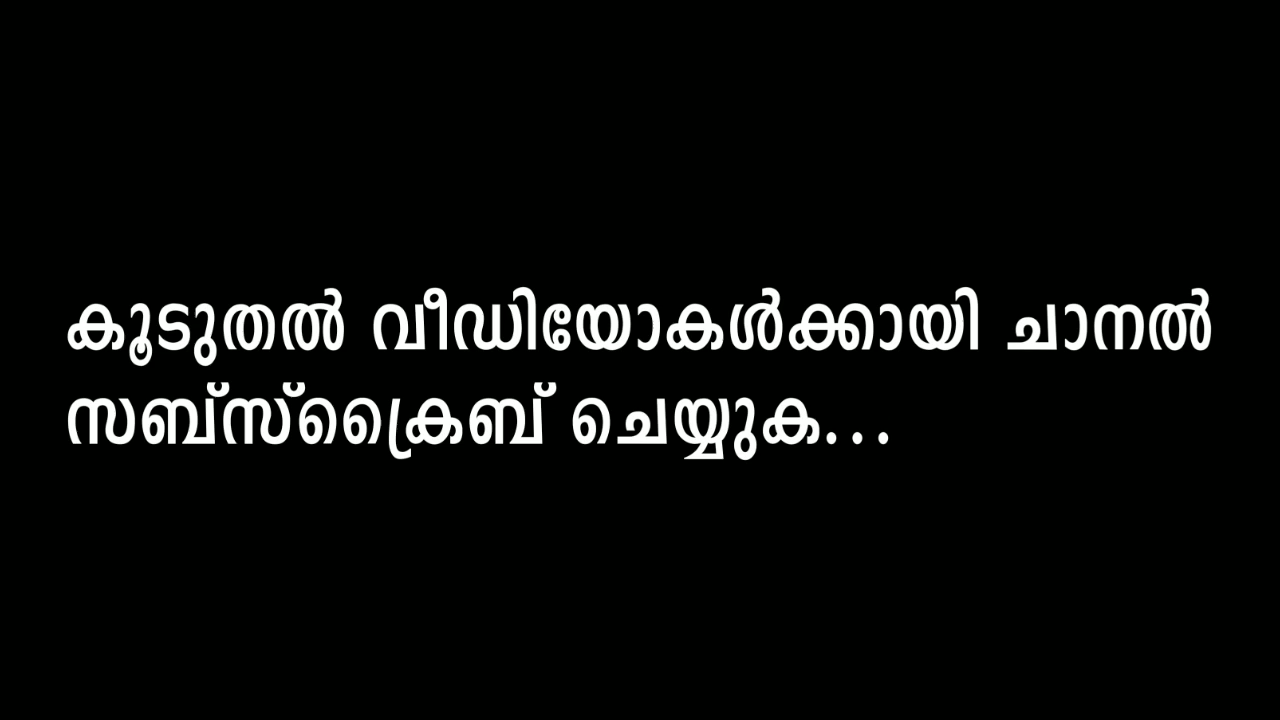 കൂടുതൽ വീഡിയോകൾക്കായി ചാനൽ
സബ്സ്ക്രൈബ് ചെയ്യുക...